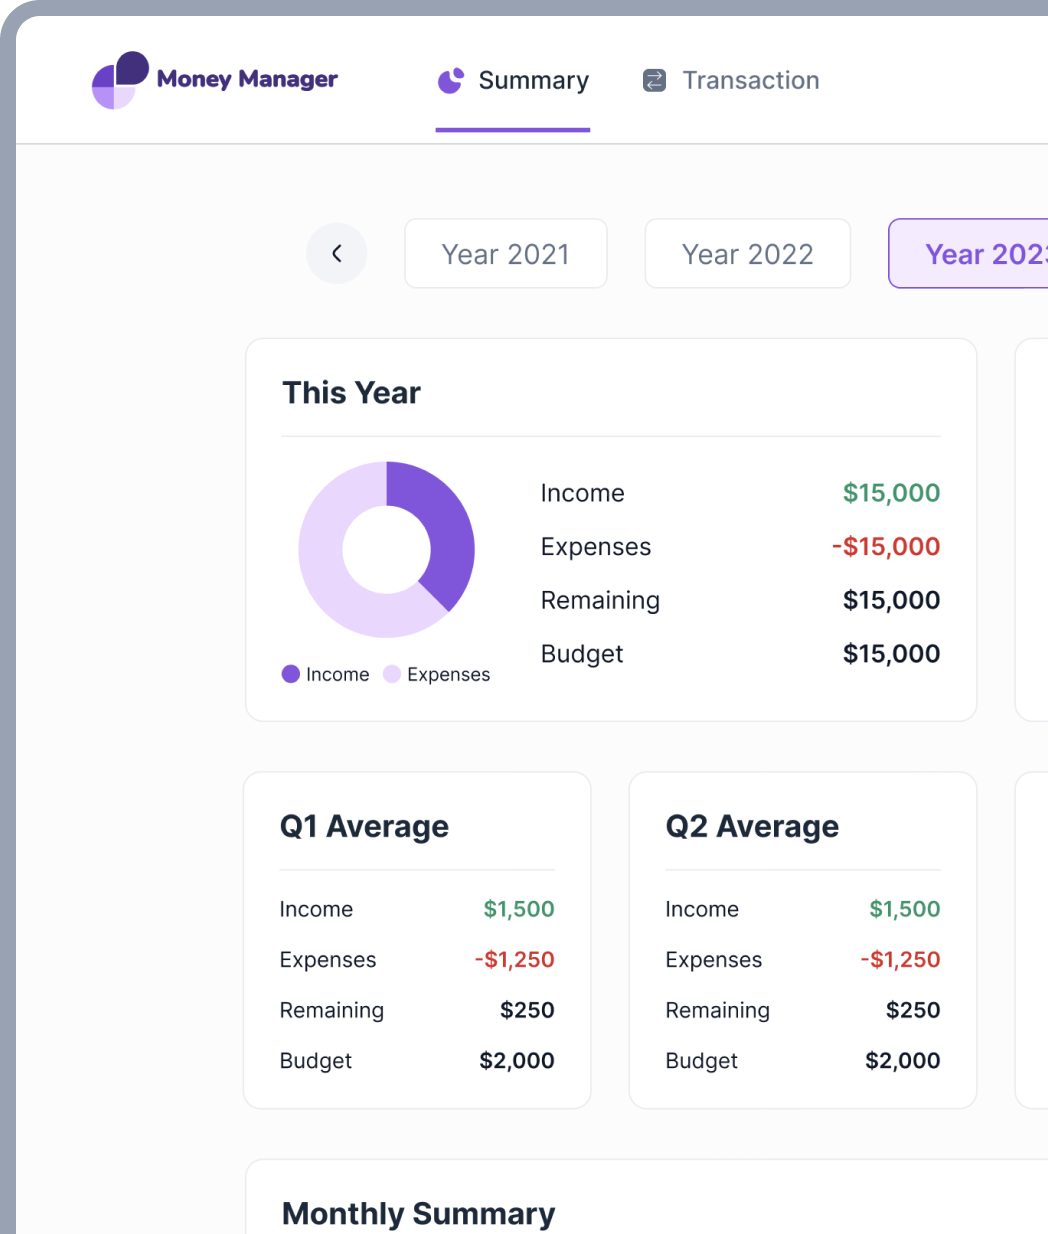 Money Manager
Summary
Transaction
Year 2021
Year 2022
Year 202
This Year
Income $15,000
Expenses -$15,000
Remaining $15,000
Budget $15,000
Income Expenses
Q1 Average
Income $1,500
Expenses -$1,250
Remaining $250
Budget $2,000
Q2 Average
Income $1,500
Expenses -$1,250
Remaining $250
Budget $2,000
Monthly Summary